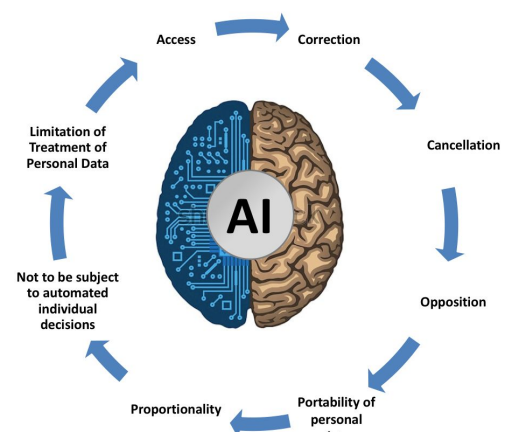 Access
Correction
Cancellation
Opposition
Portability of
personal
Proportionality
Not to be subject
to automated
individual
decisions
Limitation of
Treatment of
Personal Data
AI